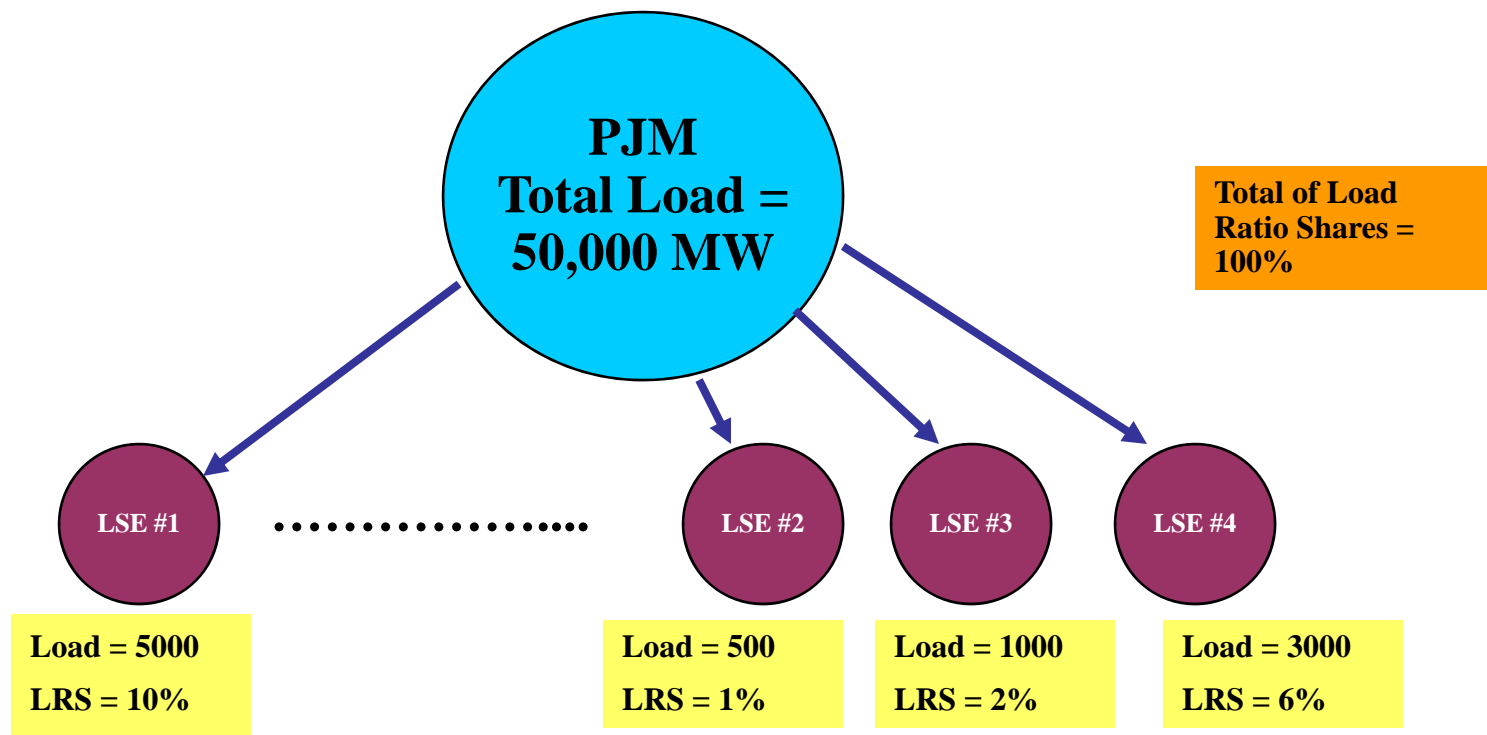 PJM
Total Load =
50,000 MW
Total of Load
Ratio Shares =
100%
LSE #1
LSE #2
LSE #3
LSE #4
Load = 5000
LRS = 10%
Load = 500
LRS = 1%
Load = 1000
LRS = 2%
Load = 3000
LRS = 6%